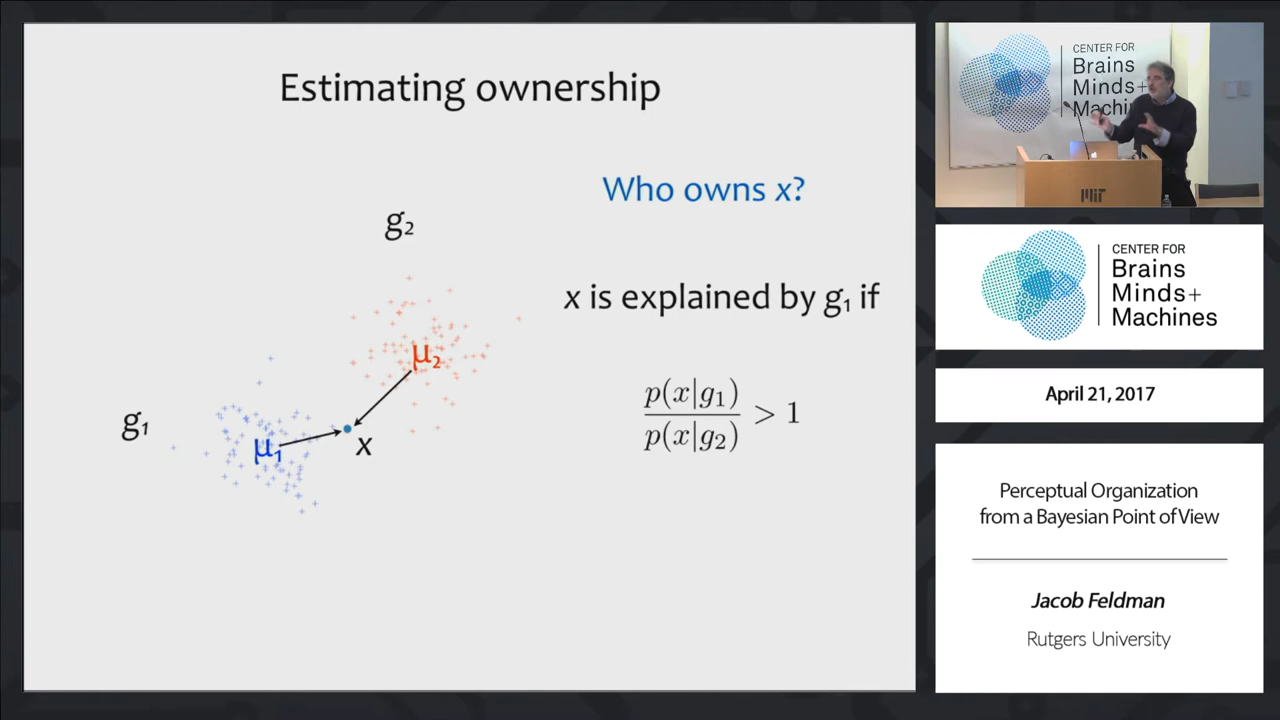 Estimating ownership
Who owns x?
g₂
x is explained by g₁ if
μ₂
p(x|g₁)
p(x|g₂)
> 1
g₁
μ₁
x
CENTER FOR
Brains
Minds+
Machi
MIT
CENTER FOR
Brains
Minds+
Machines
April 21, 2017
Perceptual Organization
from a Bayesian Point of View
Jacob Feldman
Rutgers University